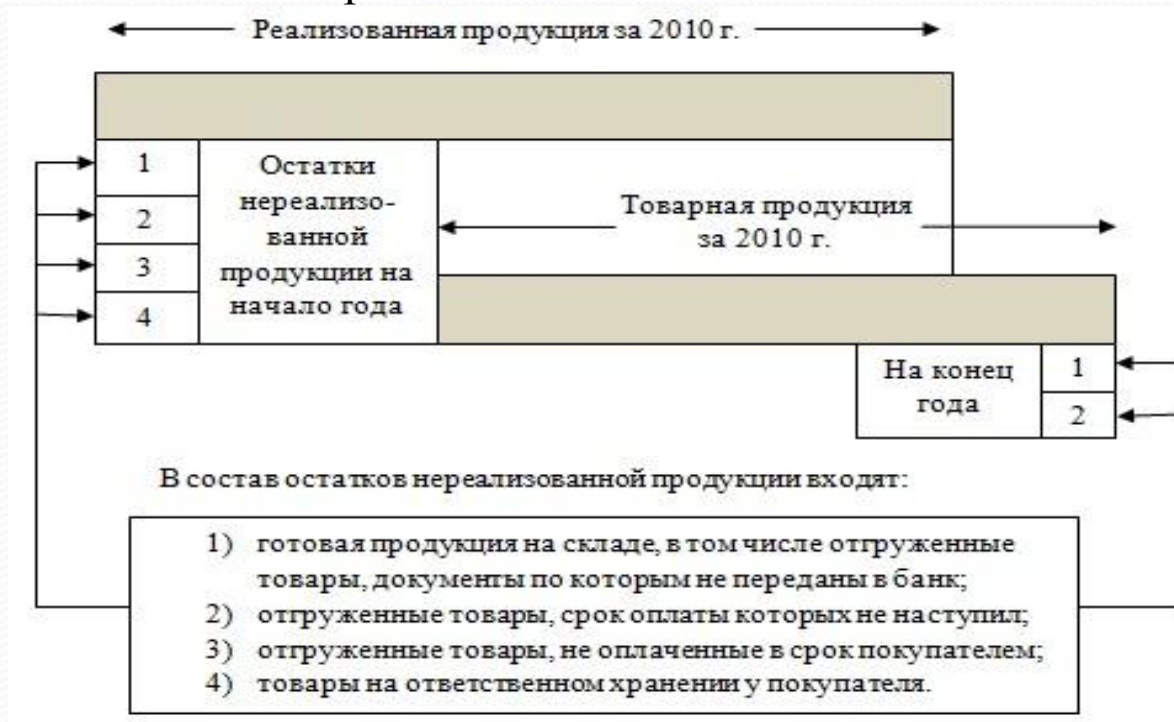 Реализованная продукция за 2010 г.
1
2
3
4
Остатки
нереализо-
ванной
продукции на
начало года
Товарная продукция
за 2010 г.
На конец
года
1
2
В состав остатков нереализованной продукции входят:
1) готовая продукция на складе, в том числе отгруженные
товары, документы по которым не переданы в банк;
2) отгруженные товары, срок оплаты которых не наступил;
3) отгруженные товары, не оплаченные в срок покупателем;
4) товары на ответственном хранении у покупателя.